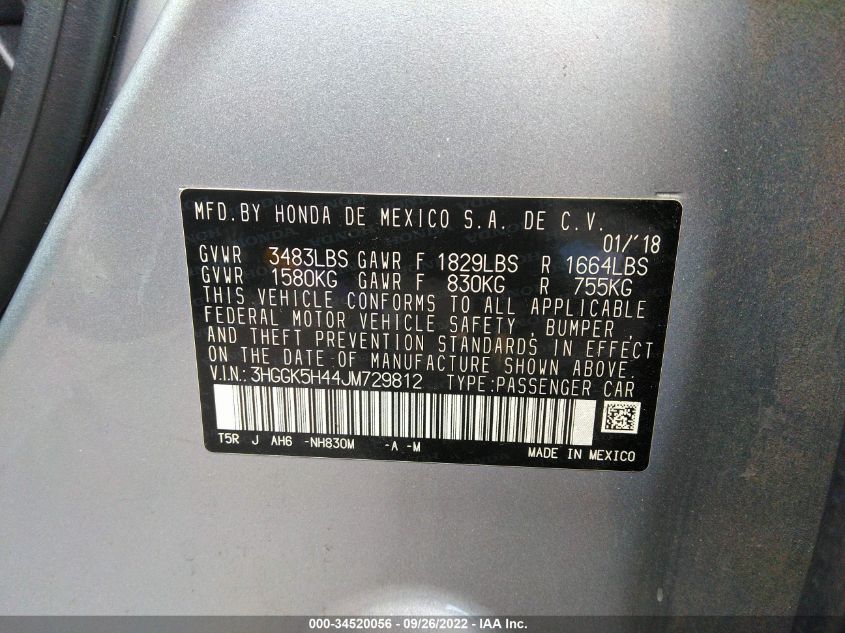 MFD.BY HONDA DE MEXICO S.A. DE C.V.
01/'18
GVWR 3483LBS GAWR F 1829LBS R 1664LBS
GVWR 1580KG GAWR F 830KG R 755KG
THIS VEHICLE CONFORMS TO ALL APPLICABLE
FEDERAL MOTOR VEHICLE SAFETY , BUMPER ,
AND THEFT PREVENTION STANDARDS IN EFFECT
ON THE DATE OF MANUFACTURE SHOWN ABOVE.
V.I.N.: 3HGGK5H44JM729812 TYPE:PASSENGER CAR
T5R J AH6 -NH830M -A -M
MADE IN MEXICO
000-34520056 - 09/26/2022 - IAA, Inc.